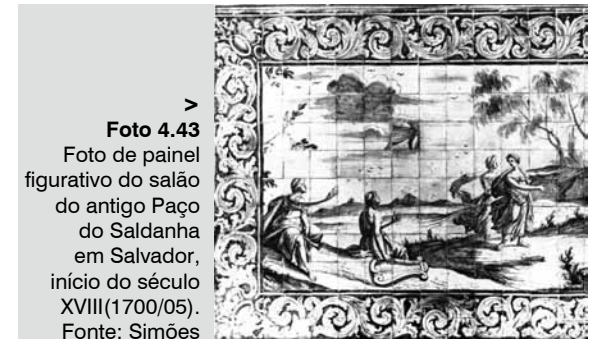 >
Foto 4.43
Foto de painel
figurativo do salão
do antigo Paço
do Saldanha
em Salvador,
início do século
XVIII(1700/05).
Fonte: Simões